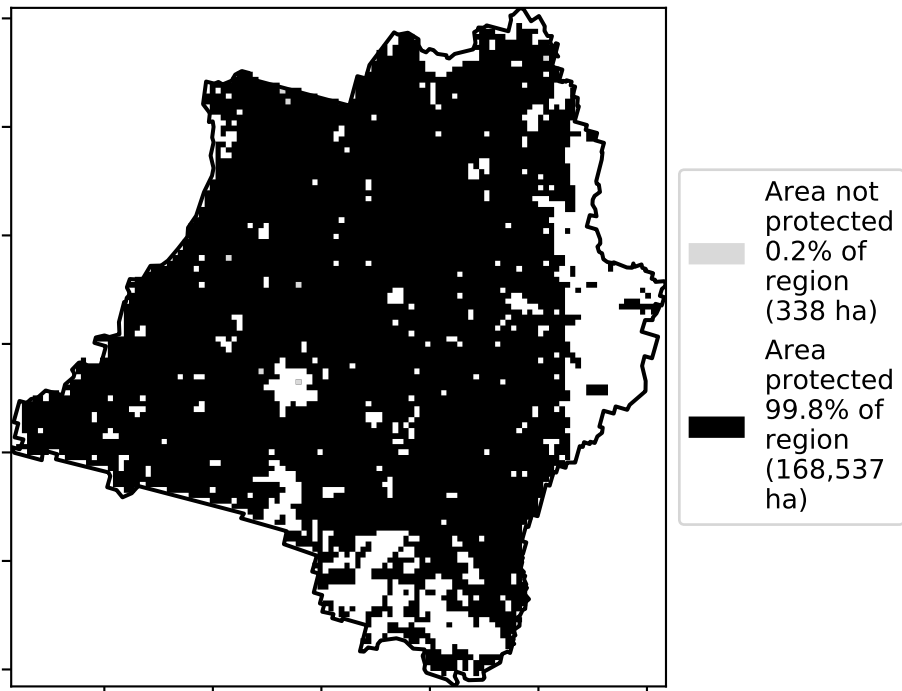 Area not
protected
0.2% of
region
(338 ha)
Area
protected
99.8% of
region
(168,537
ha)